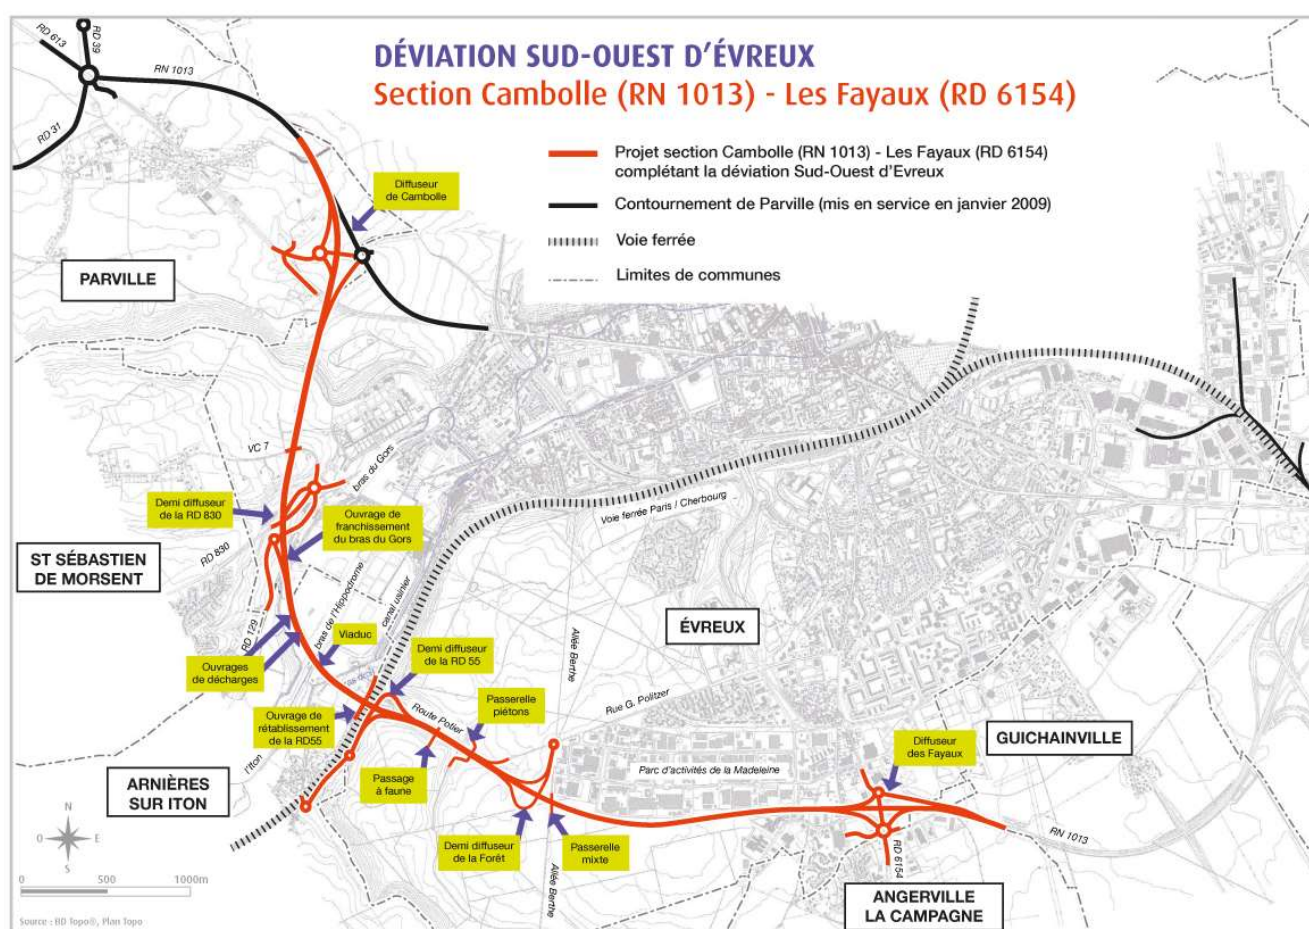 DÉVIATION SUD-OUEST D'ÉVREUX
Section Cambolle (RN 1013) - Les Fayaux (RD 6154)
Projet section Cambolle (RN 1013) - Les Fayaux (RD 6154)
complétant la déviation Sud-Ouest d'Evreux
Contournement de Parville (mis en service en janvier 2009)
Voie ferrée
Limites de communes
RD 613
RD 39
RN 1013
RD 31
Diffuseur
de Cambolle
PARVILLE
VC 7
bras du Gors
Demi diffuseur
de la RD 830
Ouvrage de
franchissement
du bras du Gors
Voie ferrée Paris / Cherbourg
ST SÉBASTIEN
DE MORSENT
RD 830
RD 129
bras de l'Hippodrome
canal usinier
Viaduc
Demi diffuseur
de la RD 55
ÉVREUX
Allée Berthe
Ouvrages
de décharges
Passerelle
piétons
Rue G. Politzer
Route Potier
Ouvrage de
rétablissement
de la RD55
l'Iton
GUICHAINVILLE
Diffuseur
des Fayaux
Parc d'activités de la Madeleine
ARNIÈRES
SUR ITON
Passage
à faune
Demi diffuseur
de la Forêt
Passerelle
mixte
Allée Berthe
RN 1013
RD 6154
ANGERVILLE
LA CAMPAGNE
N
O
E
S
0
500
1000m
Source : BD Topo®, Plan Topo